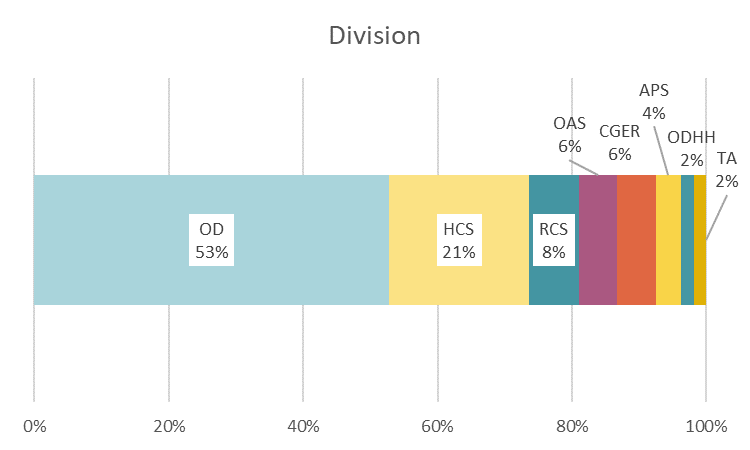 Division
OD
53%
HCS
21%
RCS
8%
OAS
6%
CGER
6%
APS
4%
ODHH
2%
TA
2%
0%
20%
40%
60%
80%
100%